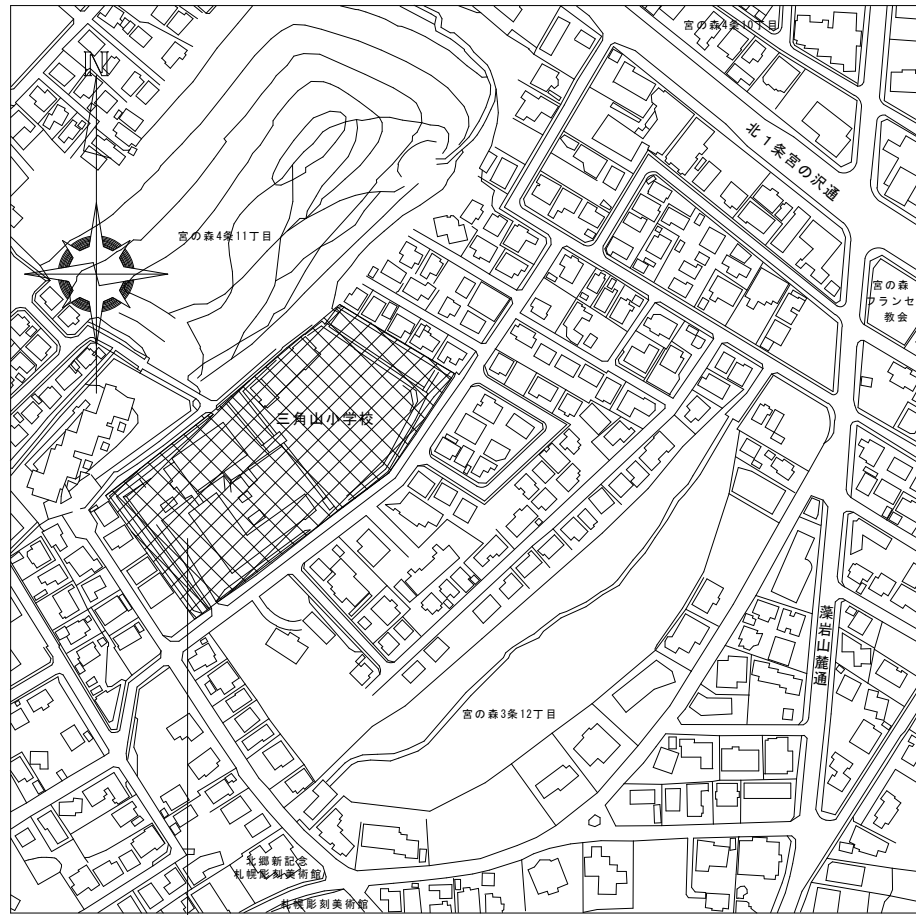 宮の森4条10丁目
N
北1条宮の沢通
宮の森4条11丁目
宮の森
フランセ
教会
三角山小学校
藻岩山麓通
宮の森3条12丁目
北郷新記念
札幌彫刻美術館
札幌彫刻美術館